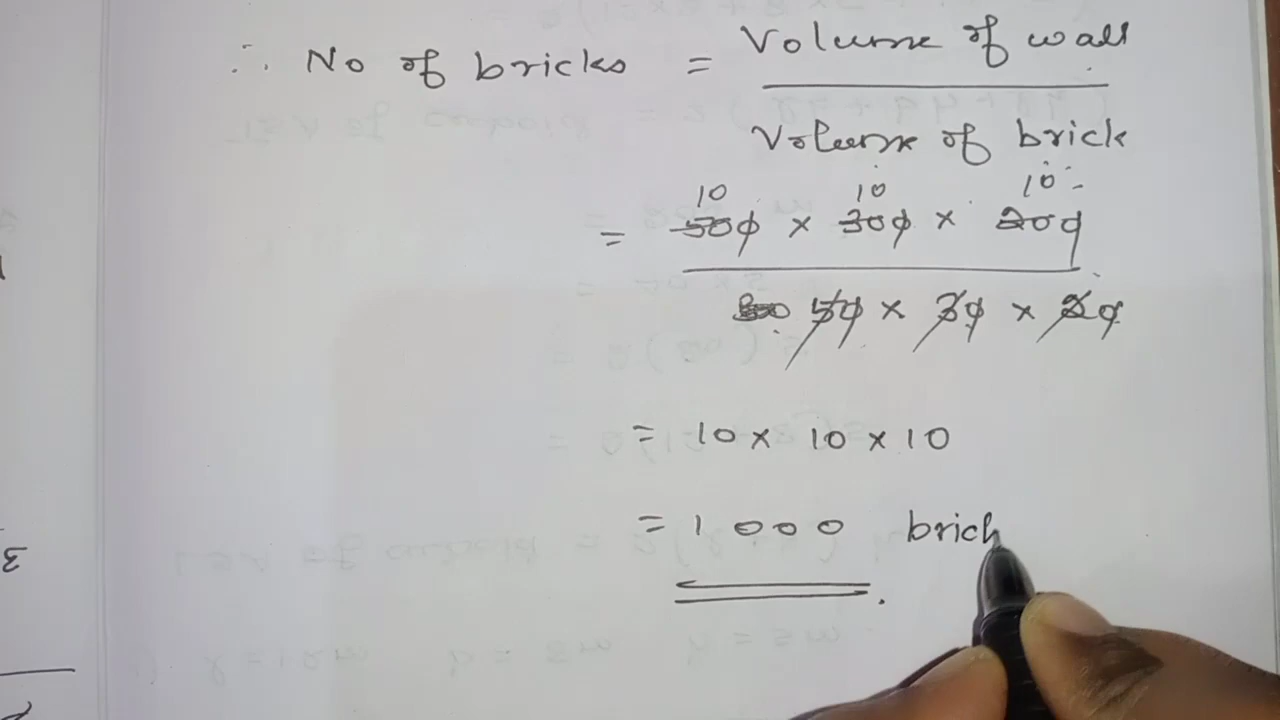 ∴ No of bricks = Volume of wall
Volume of brick
10 10 10
= 500 × 300 × 200
50 × 30 × 20
= 10 × 10 × 10
= 1000 brick
3